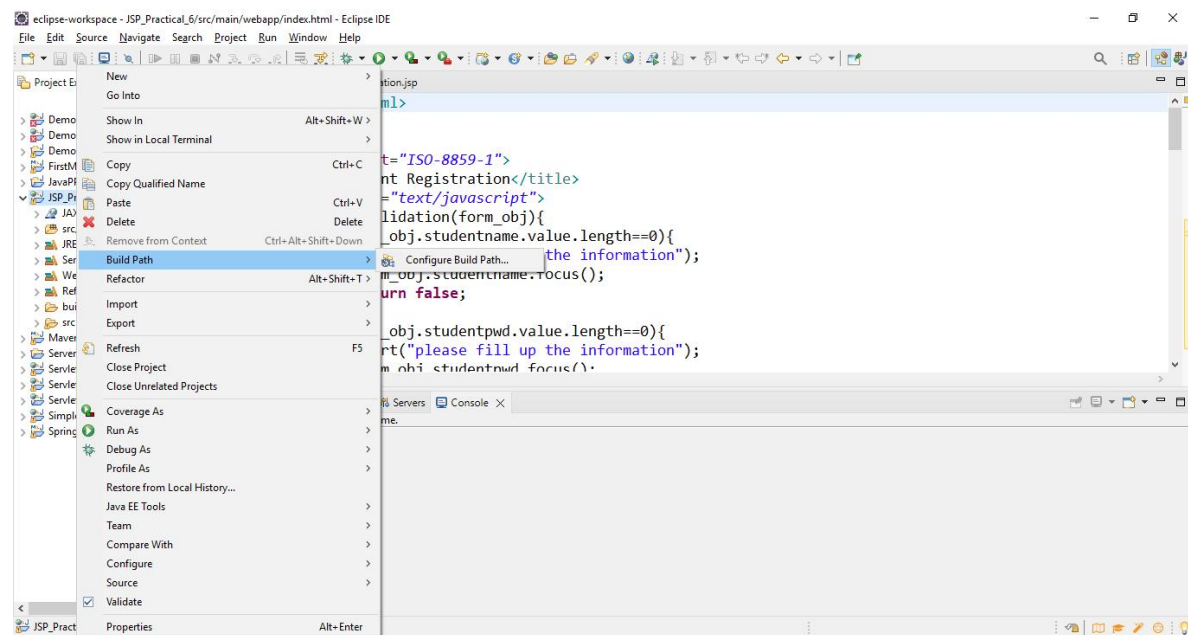 eclipse-workspace - JSP_Practical_6/src/main/webapp/index.html - Eclipse IDE
File Edit Source Navigate Search Project Run Window Help
Project E
ation.jsp
New
Go Into
Show In Alt+Shift+W >
Show in Local Terminal
Copy Ctrl+C
Copy Qualified Name
Paste Ctrl+V
Delete Delete
Remove from Context Ctrl+Alt+Shift+Down
Build Path
Configure Build Path...
Refactor Alt+Shift+T >
Import
Export
Refresh F5
Close Project
Close Unrelated Projects
Coverage As
Run As
Debug As
Profile As
Restore from Local History...
Java EE Tools
Team
Compare With
Configure
Source
Validate
Properties Alt+Enter
Demo
Demo
Demo
FirstM
JavaPF
JSP_Pr
JAX
src
JRE
Ser
We
Ref
bui
src
Maver
Server
Servle
Servle
Servle
Simple
Spring
JSP_Pract
ml>
t="ISO-8859-1">
nt Registration</title>
="text/javascript">
lidation(form_obj){
_obj.studentname.value.length==0){
the information");
m_obj.studentname.focus();
urn false;
_obj.studentpwd.value.length==0){
rt("please fill up the information");
m_obj.studentpwd.focus();
Servers Console
me.